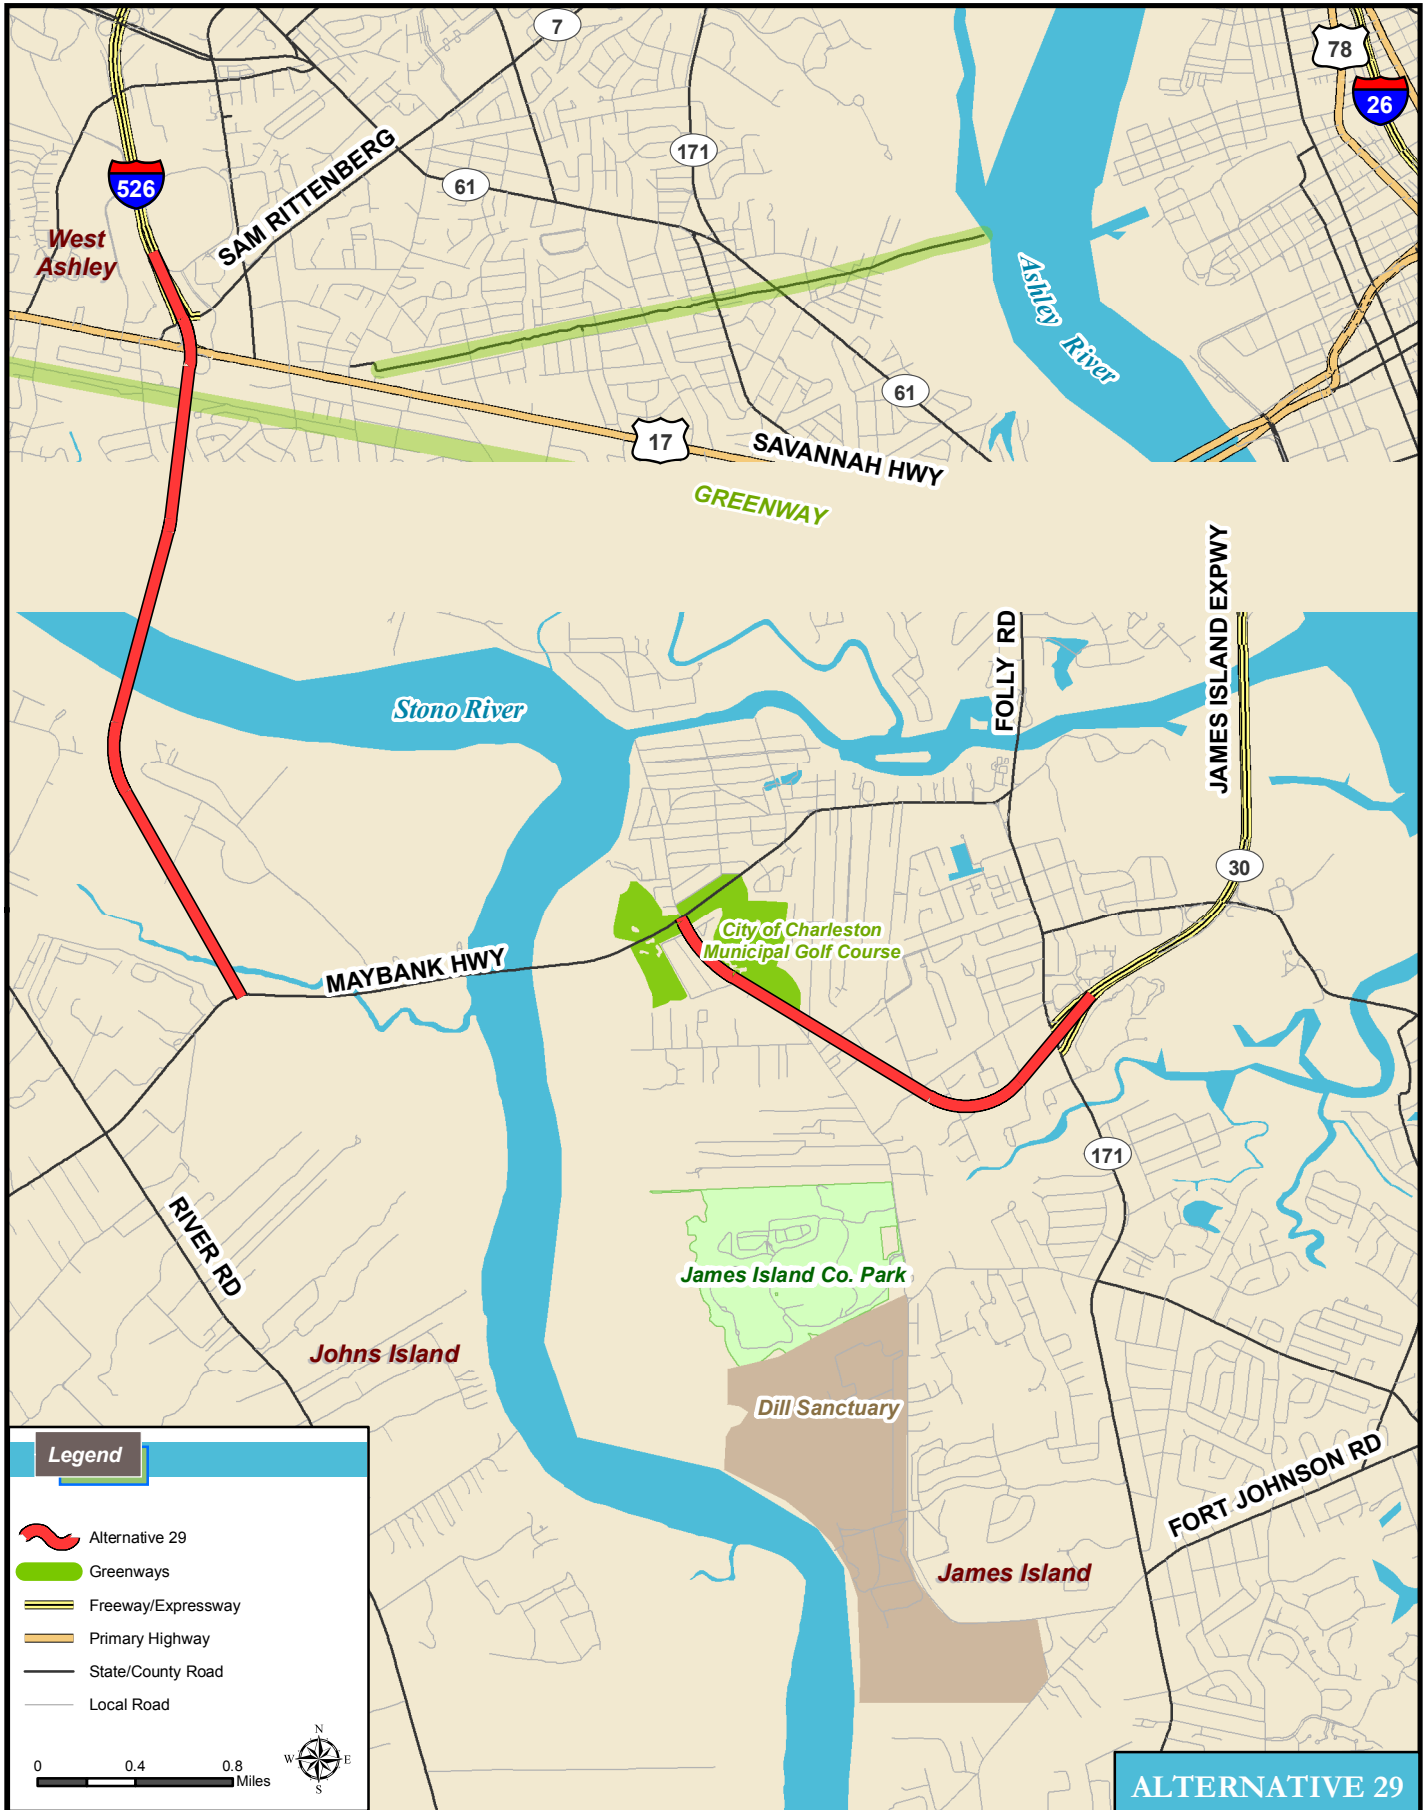 7
78
26
171
526
61
SAM RITTENBERG
West
Ashley
Ashley
River
61
17
SAVANNAH HWY
GREENWAY
JAMES ISLAND EXPWY
FOLLY RD
Stono River
30
City of Charleston
Municipal Golf Course
MAYBANK HWY
171
RIVER RD
James Island Co. Park
Johns Island
Dill Sanctuary
FORT JOHNSON RD
James Island
Legend
Alternative 29
Greenways
Freeway/Expressway
Primary Highway
State/County Road
Local Road
N
W E
S
0 0.4 0.8
Miles
ALTERNATIVE 29